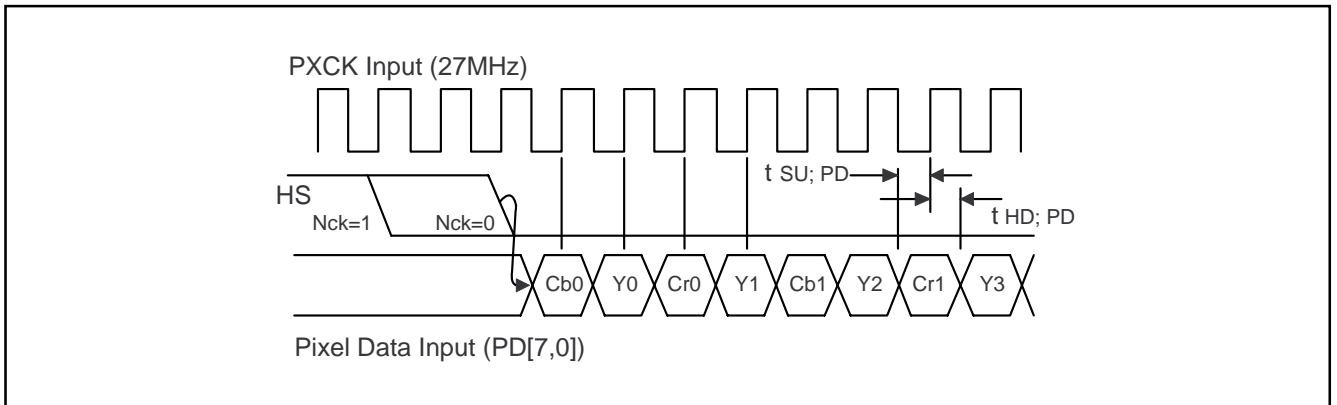 PXCK Input (27MHz)
t SU; PD
HS
t HD; PD
Nck=1 Nck=0
Cb0 Y0 Cr0 Y1 Cb1 Y2 Cr1 Y3
Pixel Data Input (PD[7,0])